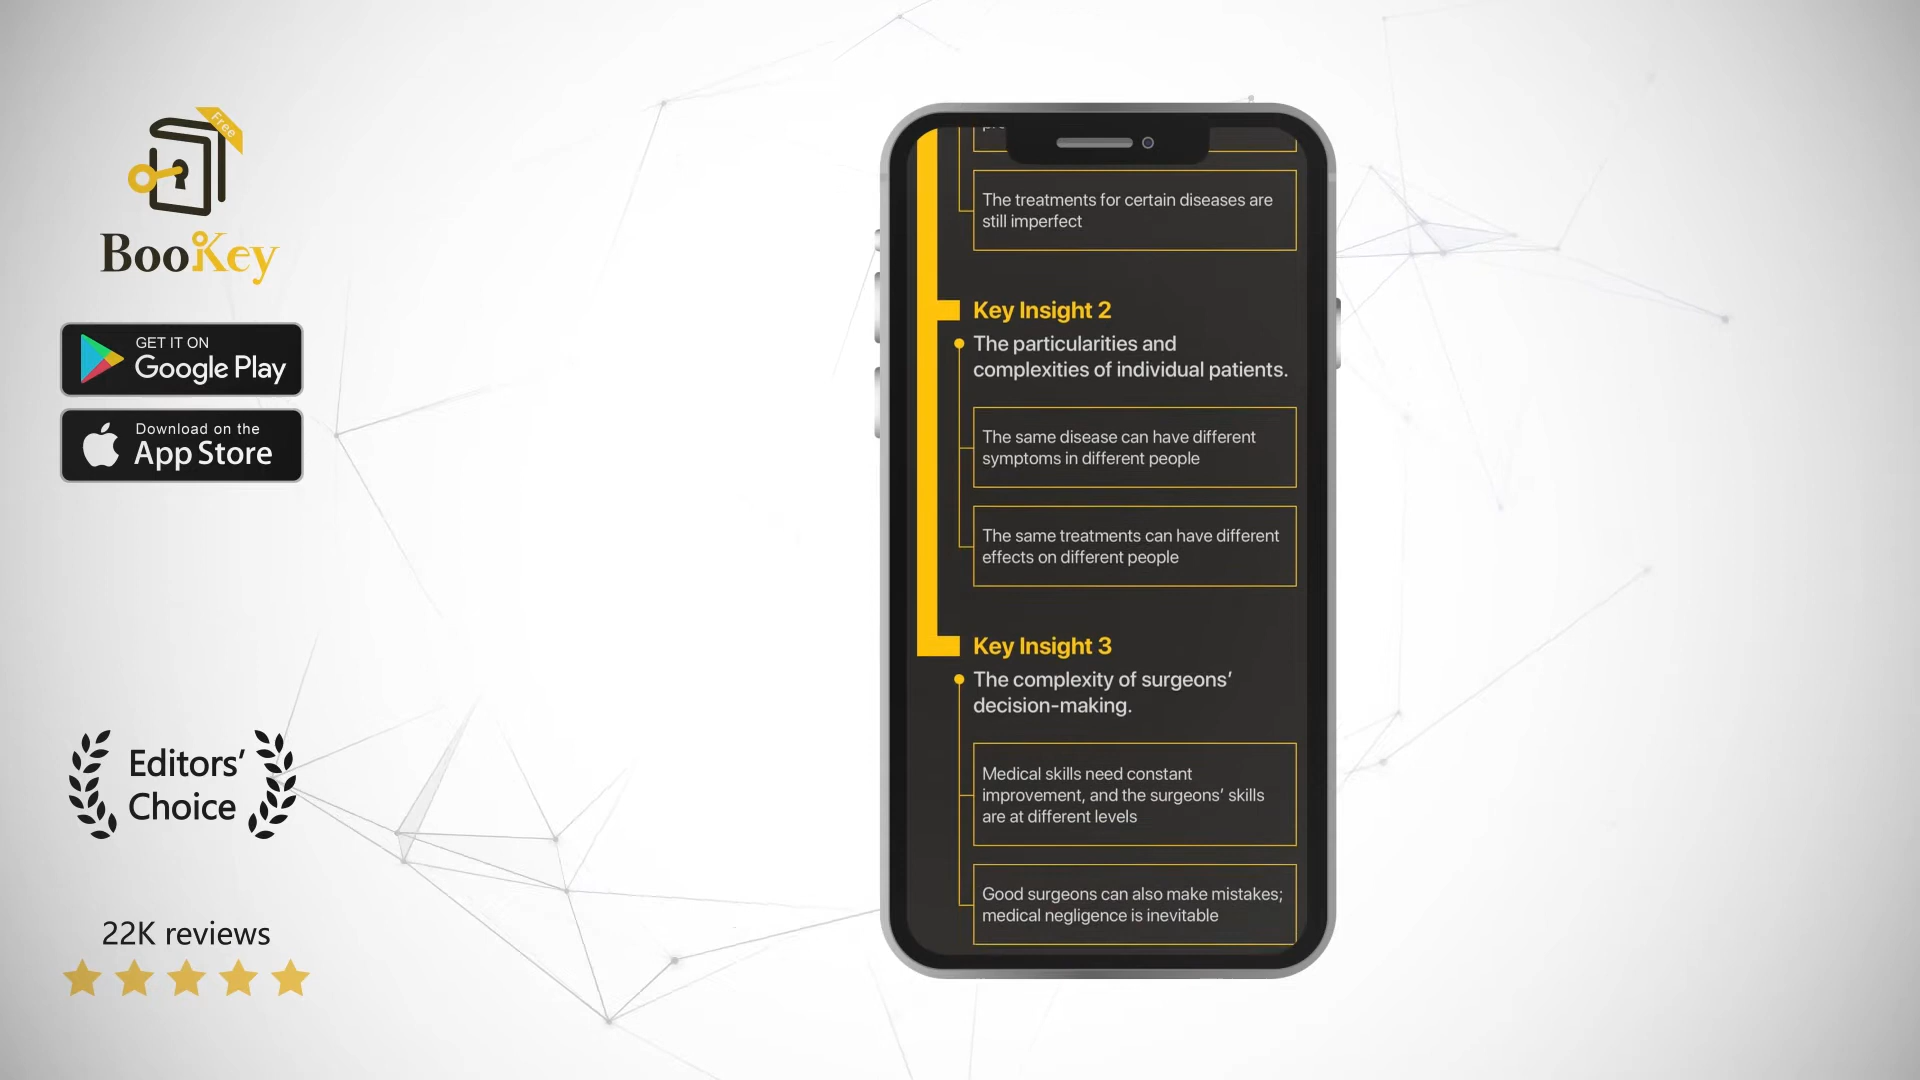 Free
BooKey
GET IT ON
Google Play
Download on the
App Store
Editors’
Choice
22K reviews
The treatments for certain diseases are
still imperfect
Key Insight 2
The particularities and
complexities of individual patients.
The same disease can have different
symptoms in different people
The same treatments can have different
effects on different people
Key Insight 3
The complexity of surgeons’
decision-making.
Medical skills need constant
improvement, and the surgeons’ skills
are at different levels
Good surgeons can also make mistakes;
medical negligence is inevitable